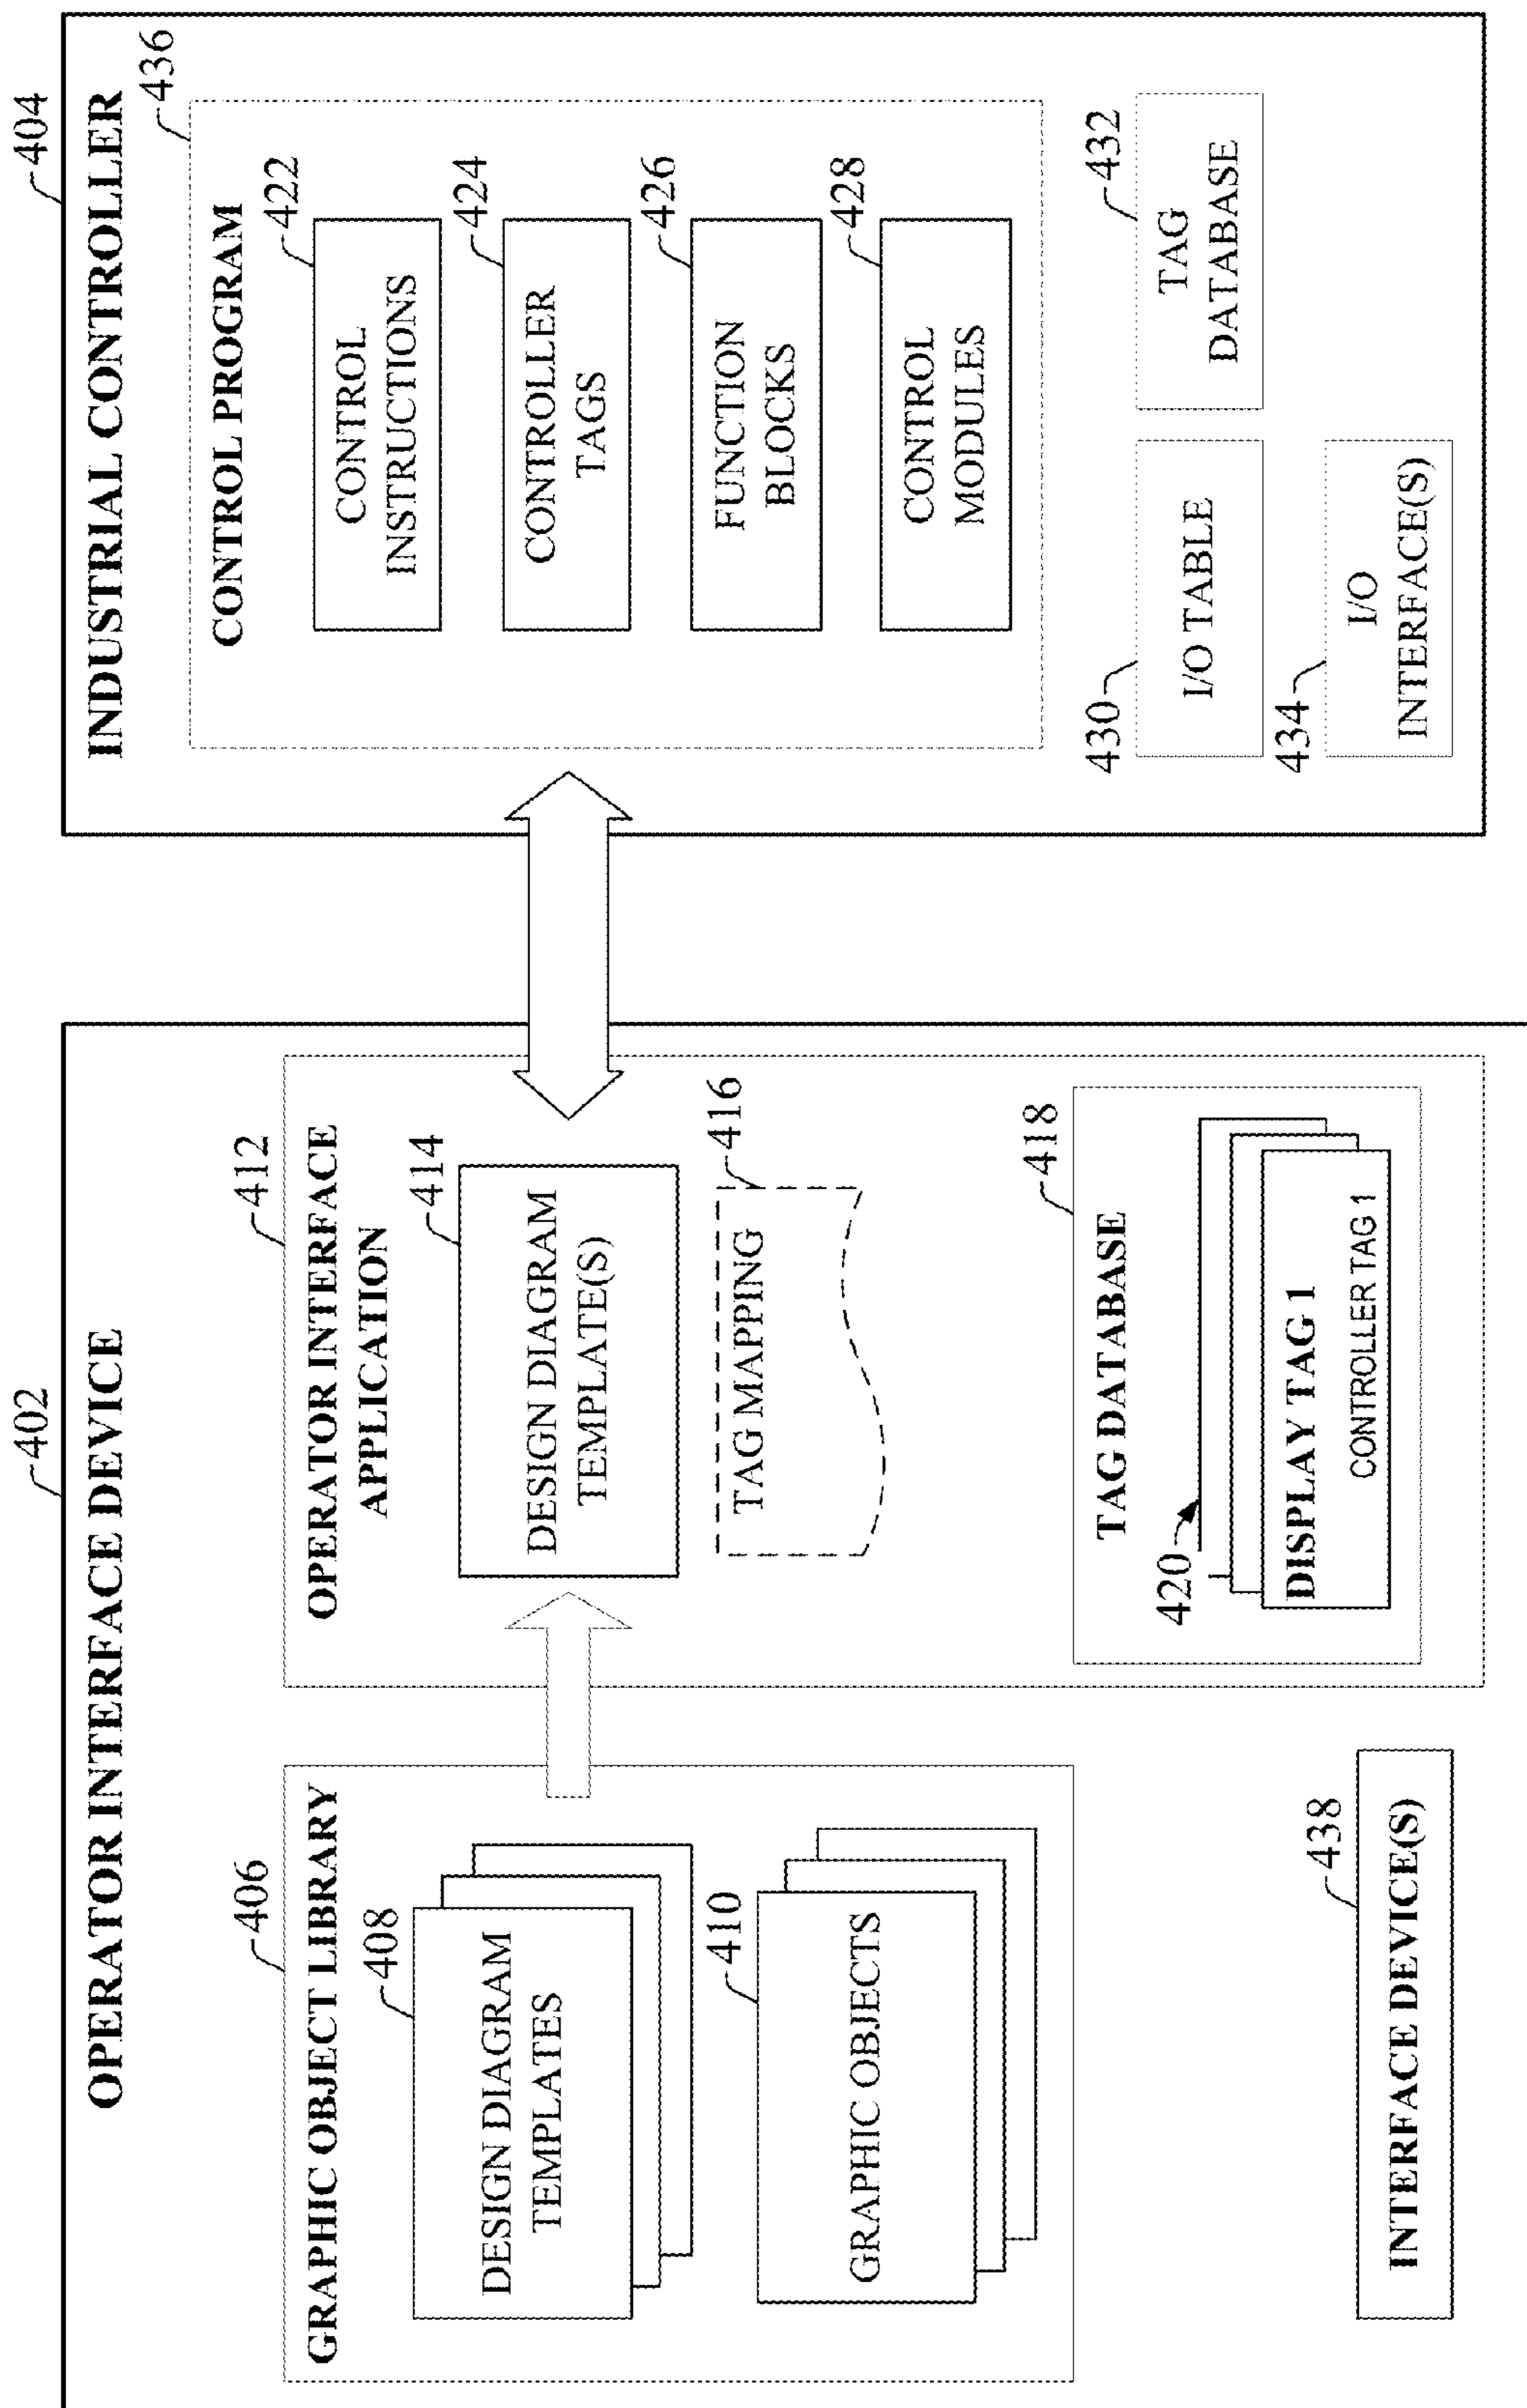 402
OPERATOR INTERFACE DEVICE
406
GRAPHIC OBJECT LIBRARY
408
DESIGN DIAGRAM
TEMPLATES
410
GRAPHIC OBJECTS
438
INTERFACE DEVICE(S)
412
OPERATOR INTERFACE
APPLICATION
414
DESIGN DIAGRAM
TEMPLATE(S)
416
TAG MAPPING
418
TAG DATABASE
420
DISPLAY TAG 1
CONTROLLER TAG 1
404
INDUSTRIAL CONTROLLER
436
CONTROL PROGRAM
422
CONTROL
INSTRUCTIONS
424
CONTROLLER
TAGS
426
FUNCTION
BLOCKS
428
CONTROL
MODULES
430
I/O TABLE
432
TAG
DATABASE
434
I/O
INTERFACE(S)